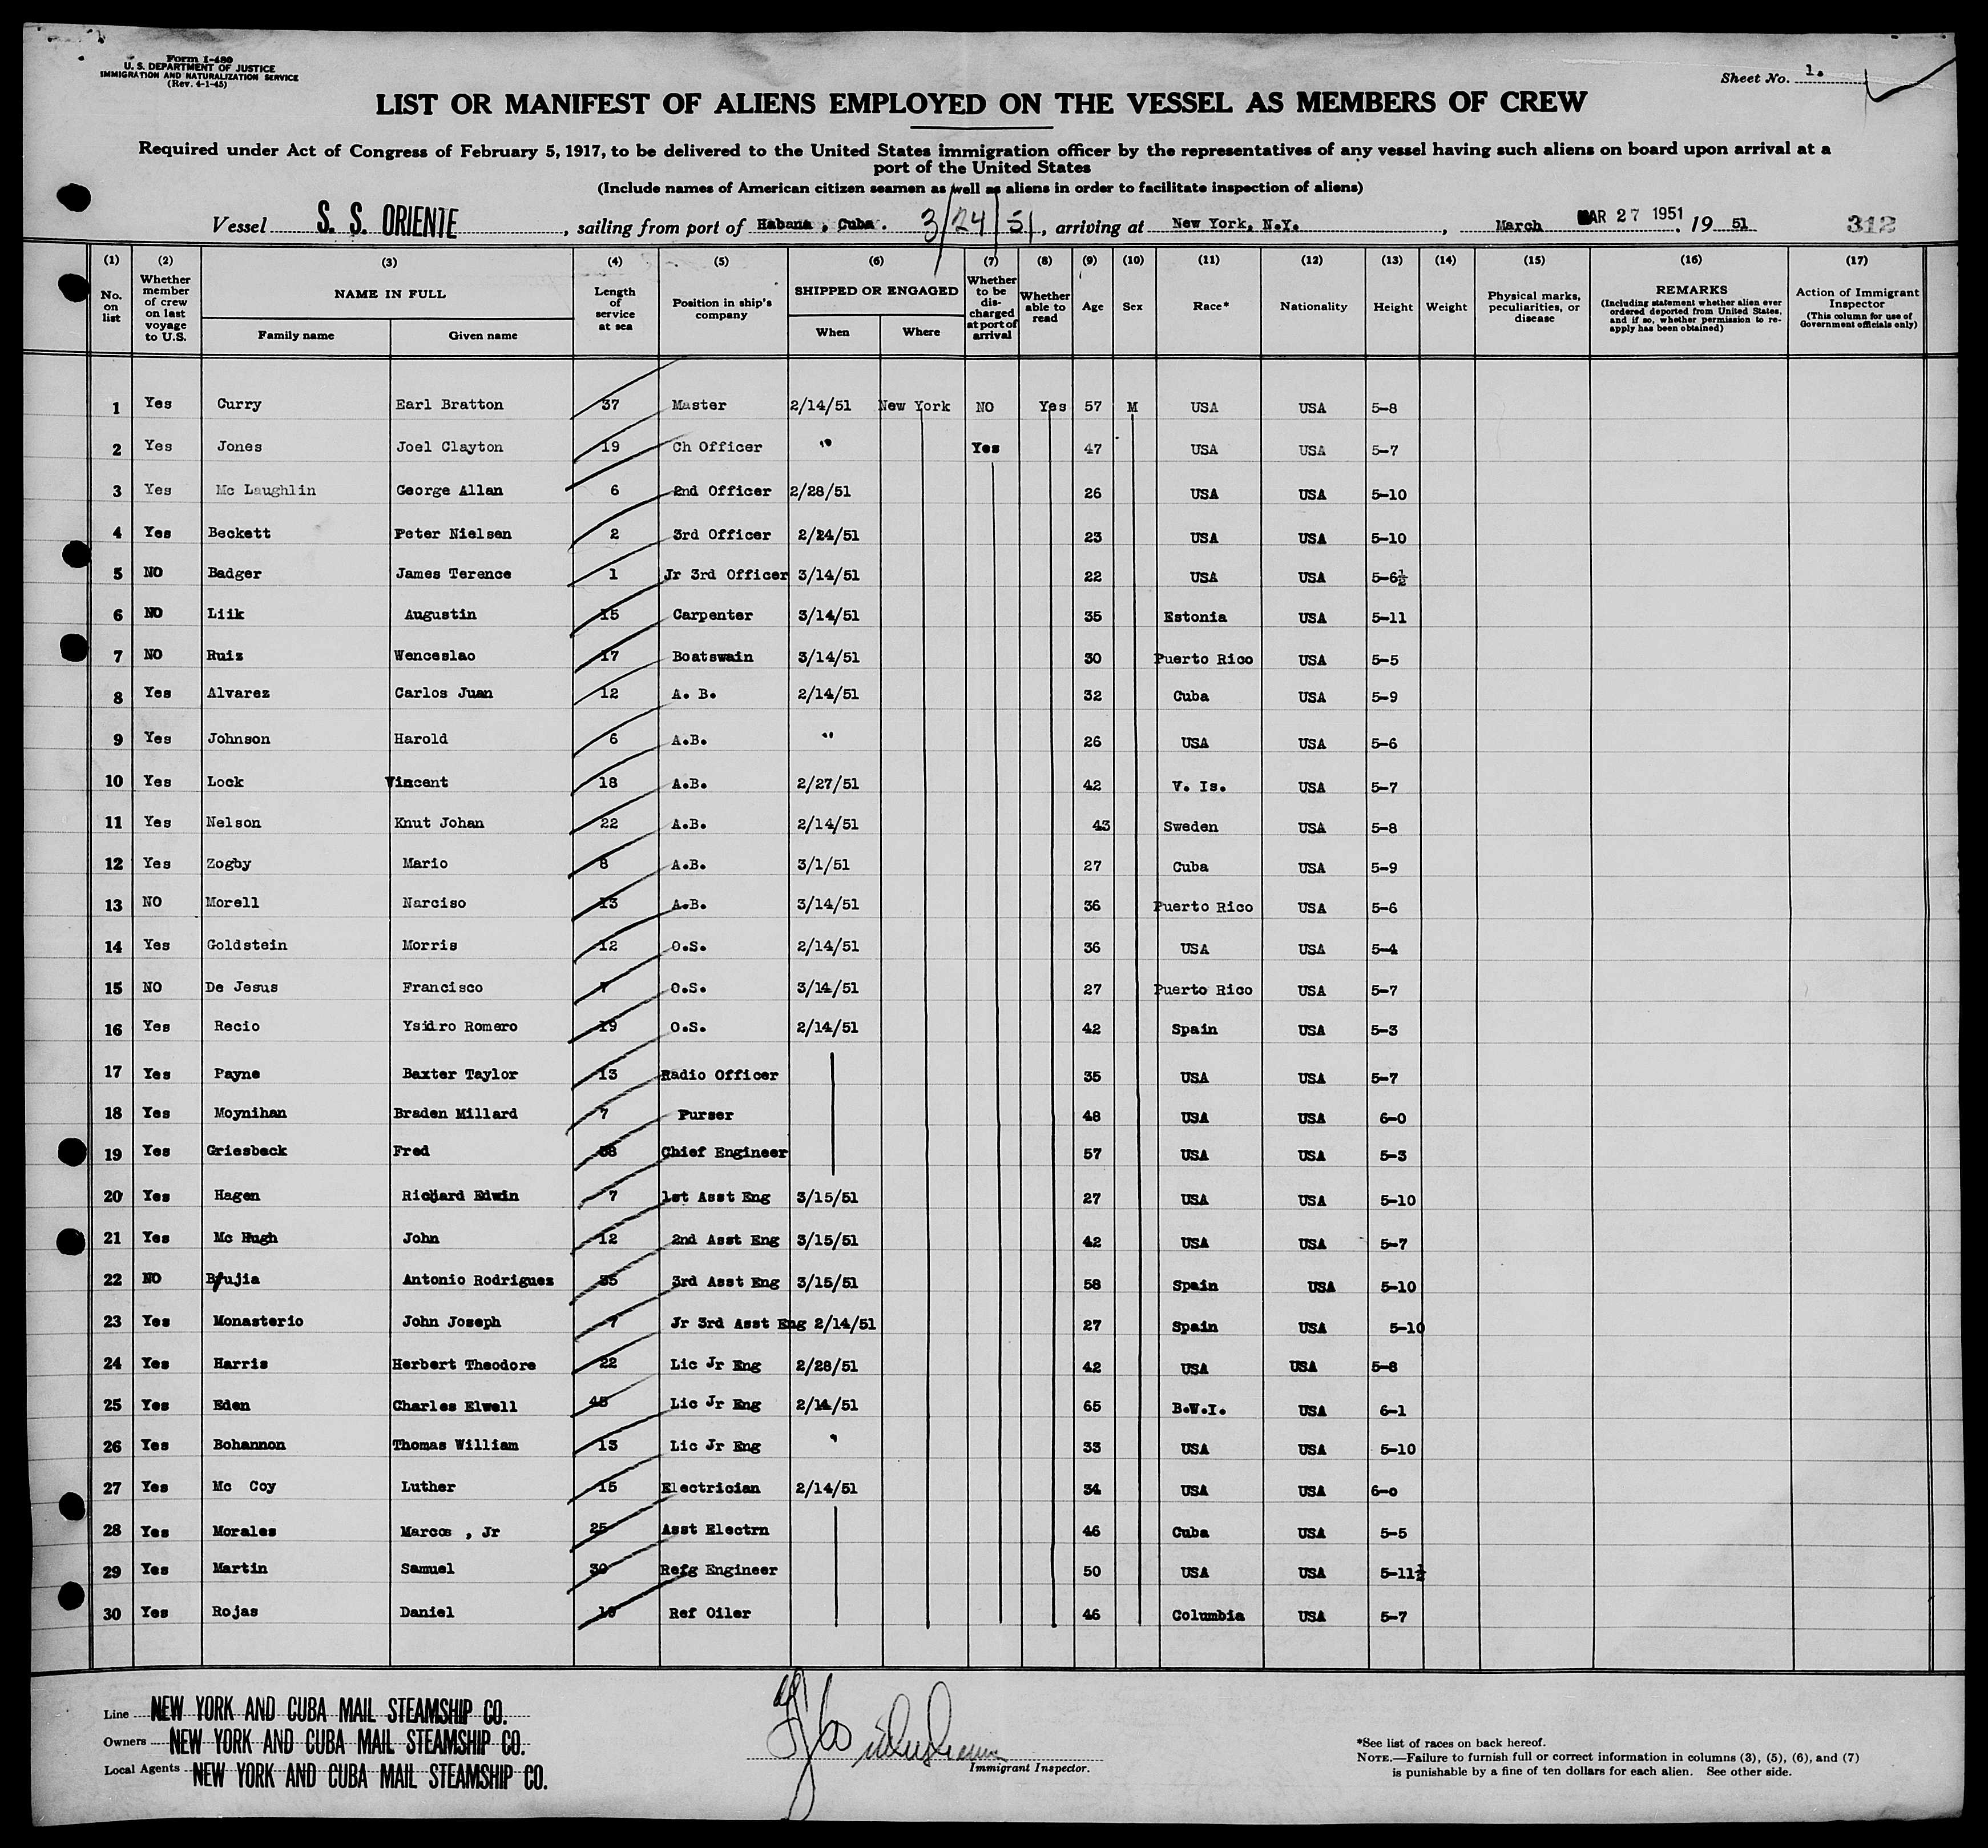 Form I-480
U. S. DEPARTMENT OF JUSTICE
IMMIGRATION AND NATURALIZATION SERVICE
(Rev. 4-1-45)
Sheet No. 1.
LIST OR MANIFEST OF ALIENS EMPLOYED ON THE VESSEL AS MEMBERS OF CREW
Required under Act of Congress of February 5, 1917, to be delivered to the United States immigration officer by the representatives of any vessel having such aliens on board upon arrival at a
port of the United States
(Include names of American citizen seamen as well as aliens in order to facilitate inspection of aliens)
Vessel S. S. ORIENTE, sailing from port of Habana, Cuba. 3/24/51, arriving at New York, N.Y., March MAR 27 1951, 19 51 312
(1) (2) (3) (4) (5) (6) (7) (8) (9) (10) (11) (12) (13) (14) (15) (16) (17)
No. on list Whether member of crew on last voyage to U.S. NAME IN FULL Family name Given name Length of service at sea Position in ship's company SHIPPED OR ENGAGED When Where Whether to be discharged at port of arrival Whether able to read Age Sex Race* Nationality Height Weight Physical marks, peculiarities, or disease REMARKS (Including statement whether alien ever ordered deported from United States, and if so, whether permission to re-apply has been obtained) Action of Immigrant Inspector (This column for use of Government officials only)
1 Yes Curry Earl Bratton 37 Master 2/14/51 New York NO Yes 57 M USA USA 5-8
2 Yes Jones Joel Clayton 19 Ch Officer " Yes 47 USA USA 5-7
3 Yes Mc Laughlin George Allan 6 2nd Officer 2/28/51 26 USA USA 5-10
4 Yes Beckett Peter Nielsen 2 3rd Officer 2/24/51 23 USA USA 5-10
5 NO Badger James Terence 1 Jr 3rd Officer 3/14/51 22 USA USA 5-6½
6 NO Liik Augustin 15 Carpenter 3/14/51 35 Estonia USA 5-11
7 NO Ruiz Wenceslao 17 Boatswain 3/14/51 30 Puerto Rico USA 5-5
8 Yes Alvarez Carlos Juan 12 A. B. 2/14/51 32 Cuba USA 5-9
9 Yes Johnson Harold 6 A.B. " 26 USA USA 5-6
10 Yes Lock Vincent 18 A.B. 2/27/51 42 V. Is. USA 5-7
11 Yes Nelson Knut Johan 22 A.B. 2/14/51 43 Sweden USA 5-8
12 Yes Zogby Mario 8 A.B. 3/1/51 27 Cuba USA 5-9
13 NO Morell Narciso 13 A.B. 3/14/51 36 Puerto Rico USA 5-6
14 Yes Goldstein Morris 12 O.S. 2/14/51 36 USA USA 5-4
15 NO De Jesus Francisco 7 O.S. 3/14/51 27 Puerto Rico USA 5-7
16 Yes Recio Ysidro Romero 19 O.S. 2/14/51 42 Spain USA 5-3
17 Yes Payne Baxter Taylor 13 Radio Officer 35 USA USA 5-7
18 Yes Moynihan Braden Millard 7 Purser 48 USA USA 6-0
19 Yes Griesbeck Fred 38 Chief Engineer 57 USA USA 5-3
20 Yes Hagen Richard Edwin 7 1st Asst Eng 3/15/51 27 USA USA 5-10
21 Yes Mc Hugh John 12 2nd Asst Eng 3/15/51 42 USA USA 5-7
22 NO Brujia Antonio Rodrigues 35 3rd Asst Eng 3/15/51 58 Spain USA 5-10
23 Yes Monasterio John Joseph 7 Jr 3rd Asst Eng 2/14/51 27 Spain USA 5-10
24 Yes Harris Herbert Theodore 22 Lic Jr Eng 2/28/51 42 USA USA 5-8
25 Yes Eden Charles Elwell 45 Lic Jr Eng 2/14/51 65 B.W.I. USA 6-1
26 Yes Bohannon Thomas William 13 Lic Jr Eng " 33 USA USA 5-10
27 Yes Mc Coy Luther 15 Electrician 2/14/51 34 USA USA 6-0
28 Yes Morales Marcos , Jr 25 Asst Electrn 46 Cuba USA 5-5
29 Yes Martin Samuel 30 Refg Engineer 50 USA USA 5-11½
30 Yes Rojas Daniel Ref Oiler 46 Columbia USA 5-7
Line NEW YORK AND CUBA MAIL STEAMSHIP CO.
Owners NEW YORK AND CUBA MAIL STEAMSHIP CO.
Local Agents NEW YORK AND CUBA MAIL STEAMSHIP CO.
Immigrant Inspector.
*See list of races on back hereof.
NOTE.—Failure to furnish full or correct information in columns (3), (5), (6), and (7)
is punishable by a fine of ten dollars for each alien. See other side.